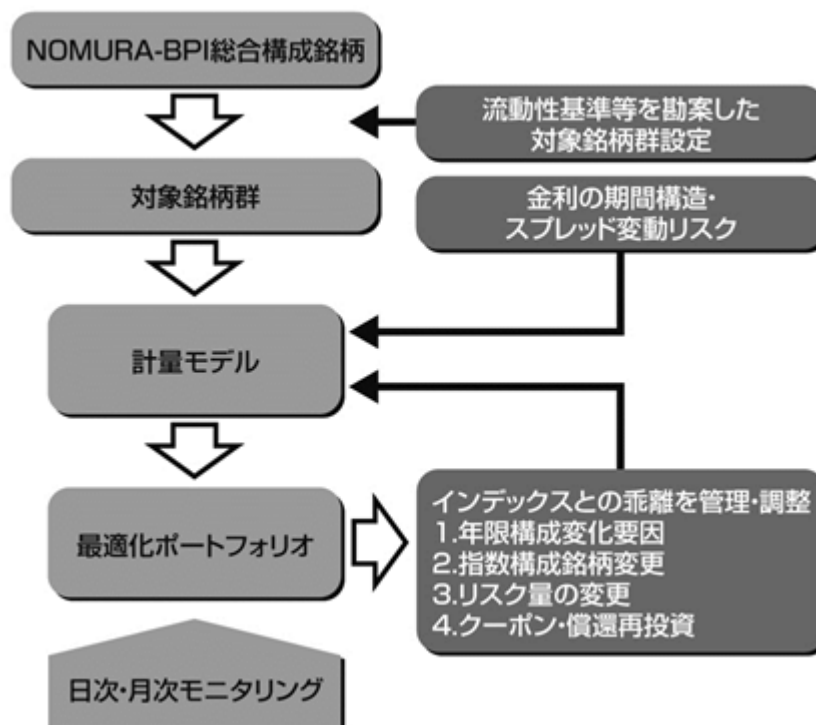 NOMURA-BPI総合構成銘柄
流動性基準等を勘案した
対象銘柄群設定
対象銘柄群
金利の期間構造・
スプレッド変動リスク
計量モデル
最適化ポートフォリオ
インデックスとの乖離を管理・調整
1.年限構成変化要因
2.指数構成銘柄変更
3.リスク量の変更
4.クーポン・償還再投資
日次・月次モニタリング